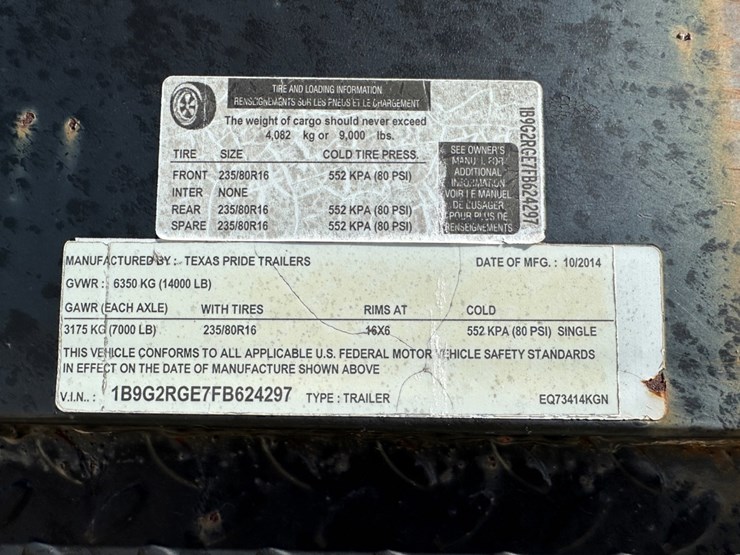 TIRE AND LOADING INFORMATION
RENSEIGNEMENTS SUR LES PNEUS ET LE CHARGEMENT
The weight of cargo should never exceed
4,082 kg or 9,000 lbs.
TIRE SIZE COLD TIRE PRESS.
FRONT 235/80R16 552 KPA (80 PSI)
INTER NONE
REAR 235/80R16 552 KPA (80 PSI)
SPARE 235/80R16 552 KPA (80 PSI)
SEE OWNER'S
MANUAL FOR
ADDITIONAL
INFORMATION
VOIR LE MANUEL
DE L'USAGER
POUR PLUS DE
RENSEIGNEMENTS
1B9G2RGE7FB624297
MANUFACTURED BY : TEXAS PRIDE TRAILERS DATE OF MFG. : 10/2014
GVWR : 6350 KG (14000 LB)
GAWR (EACH AXLE) WITH TIRES RIMS AT COLD
3175 KG (7000 LB) 235/80R16 16X6 552 KPA (80 PSI) SINGLE
THIS VEHICLE CONFORMS TO ALL APPLICABLE U.S. FEDERAL MOTOR VEHICLE SAFETY STANDARDS
IN EFFECT ON THE DATE OF MANUFACTURE SHOWN ABOVE
V.I.N.. : 1B9G2RGE7FB624297 TYPE : TRAILER EQ73414KGN